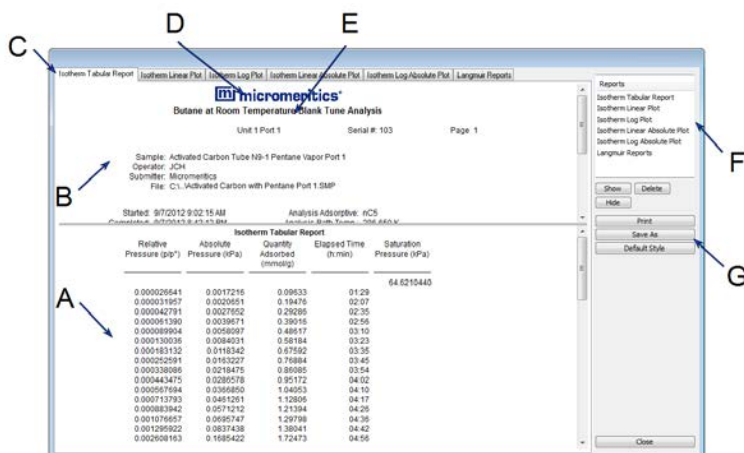 D E
C
Isotherm Tabular Report Isotherm Linear Plot Isotherm Log Plot Isotherm Linear Absolute Plot Isotherm Log Absolute Plot Langmuir Reports
m micromeritics®
Butane at Room Temperature Blank Tune Analysis
Unit 1 Port 1 Serial #: 103 Page 1
B
Sample: Activated Carbon Tube N9-1 Pentane Vapor Port 1
Operator: JCH
Submitter: Micromeritics
File: C:\...\Activated Carbon with Pentane Port 1.SMP
Started: 9/7/2012 9:02:15 AM Analysis Adsorptive: nC5
Isotherm Tabular Report
Relative Absolute Quantity Elapsed Time Saturation
Pressure (p/p°) Pressure (kPa) Adsorbed (h:min) Pressure (kPa)
(mmol/g)
64.6210440
A
0.000026641 0.0017216 0.09633 01:29
0.000031957 0.0020651 0.19476 02:07
0.000042791 0.0027652 0.29286 02:35
0.000061390 0.0039671 0.39016 02:56
0.000089904 0.0058097 0.48617 03:10
0.000130036 0.0084031 0.58184 03:23
0.000183132 0.0118342 0.67592 03:35
0.000252591 0.0163227 0.76884 03:45
0.000338086 0.0218475 0.86085 03:54
0.000443475 0.0286578 0.95172 04:02
0.000567694 0.0366850 1.04053 04:10
0.000713793 0.0461261 1.12806 04:17
0.000883942 0.0571212 1.21394 04:26
0.001076657 0.0695747 1.29798 04:36
0.001295922 0.0837438 1.38041 04:42
0.002608163 0.1685422 1.72473 04:56
Reports
Isotherm Tabular Report
Isotherm Linear Plot
Isotherm Log Plot
Isotherm Linear Absolute Plot
Isotherm Log Absolute Plot
Langmuir Reports
F
Show Delete
Hide
Print
Save As
Default Style
G
Close